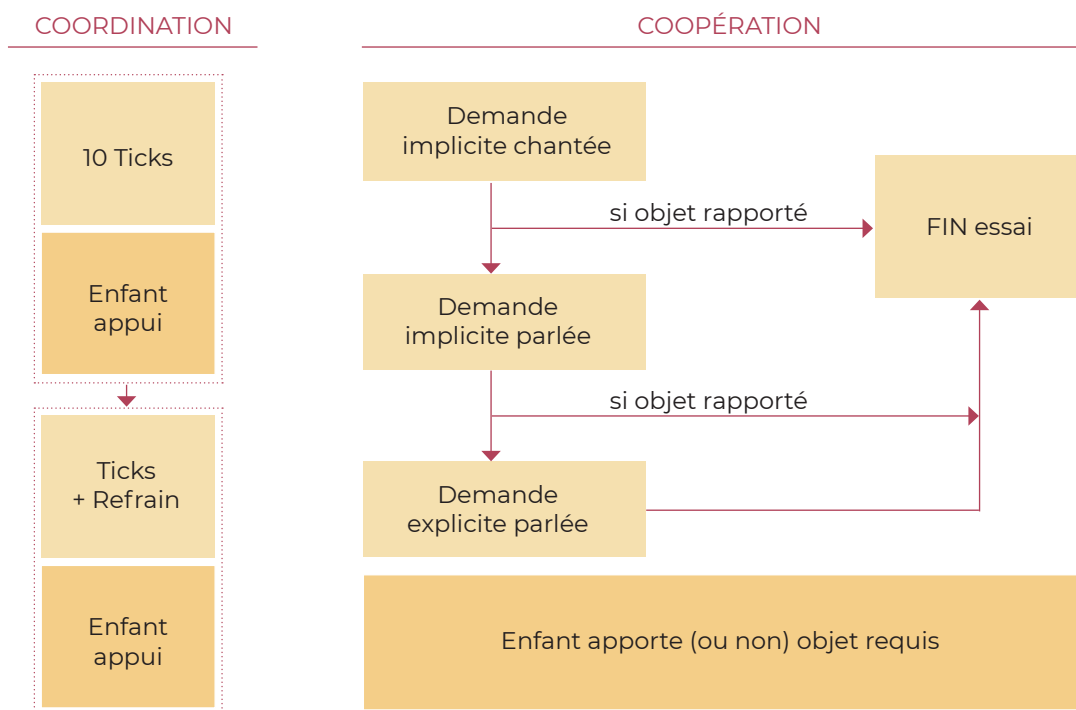 COORDINATION
10 Ticks
Enfant
appui
Ticks
+ Refrain
Enfant
appui
COOPÉRATION
Demande
implicite chantée
si objet rapporté
FIN essai
Demande
implicite parlée
si objet rapporté
Demande
explicite parlée
Enfant apporte (ou non) objet requis